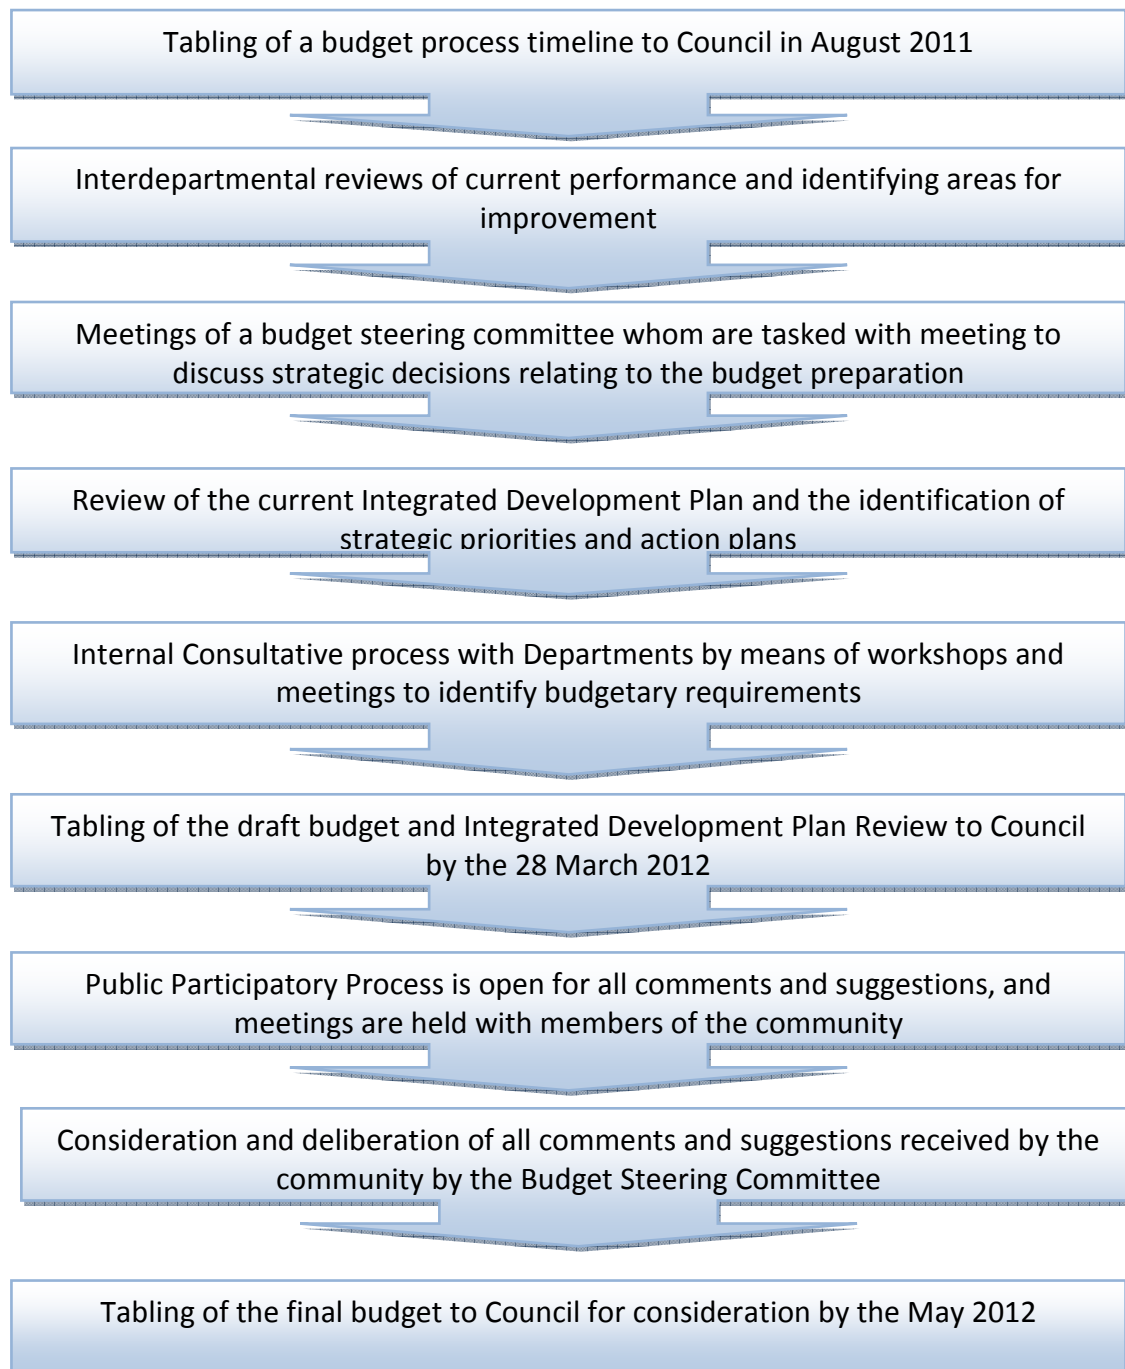 Tabling of a budget process timeline to Council in August 2011
Interdepartmental reviews of current performance and identifying areas for
improvement
Meetings of a budget steering committee whom are tasked with meeting to
discuss strategic decisions relating to the budget preparation
Review of the current Integrated Development Plan and the identification of
strategic priorities and action plans
Internal Consultative process with Departments by means of workshops and
meetings to identify budgetary requirements
Tabling of the draft budget and Integrated Development Plan Review to Council
by the 28 March 2012
Public Participatory Process is open for all comments and suggestions, and
meetings are held with members of the community
Consideration and deliberation of all comments and suggestions received by the
community by the Budget Steering Committee
Tabling of the final budget to Council for consideration by the May 2012